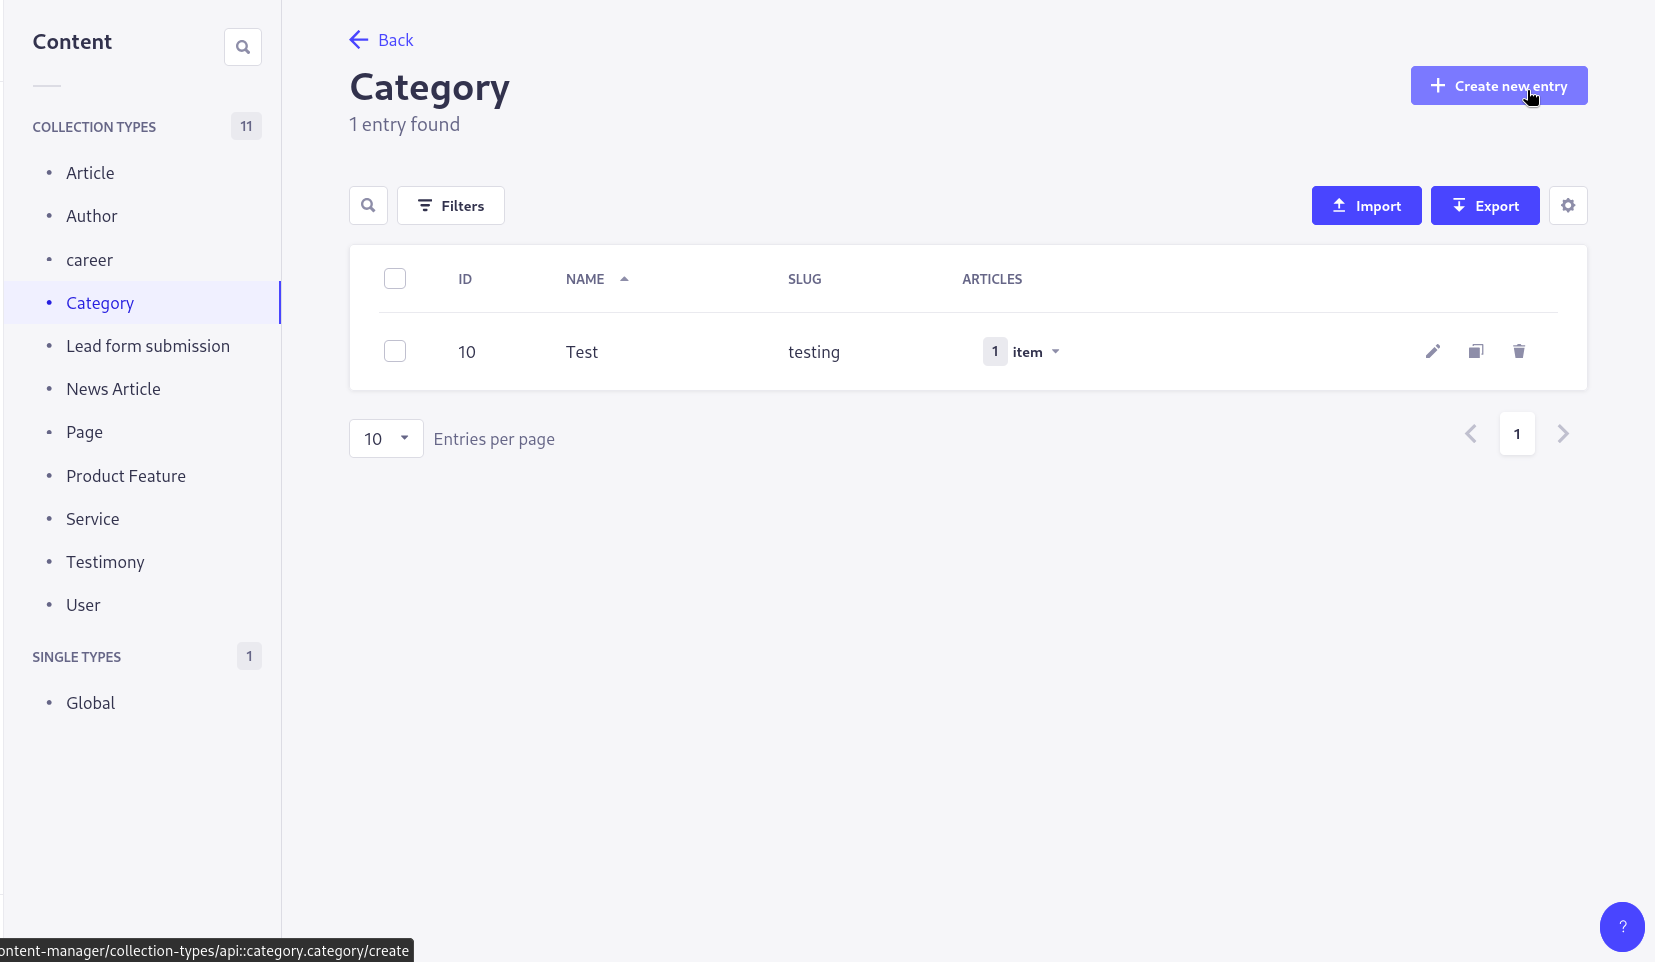 Content
COLLECTION TYPES 11
Article
Author
career
Category
Lead form submission
News Article
Page
Product Feature
Service
Testimony
User
SINGLE TYPES 1
Global
Back
Category
1 entry found
Create new entry
Filters
Import
Export
ID NAME SLUG ARTICLES
10 Test testing 1 item
10 Entries per page
1
?
ontent-manager/collection-types/api::category.category/create